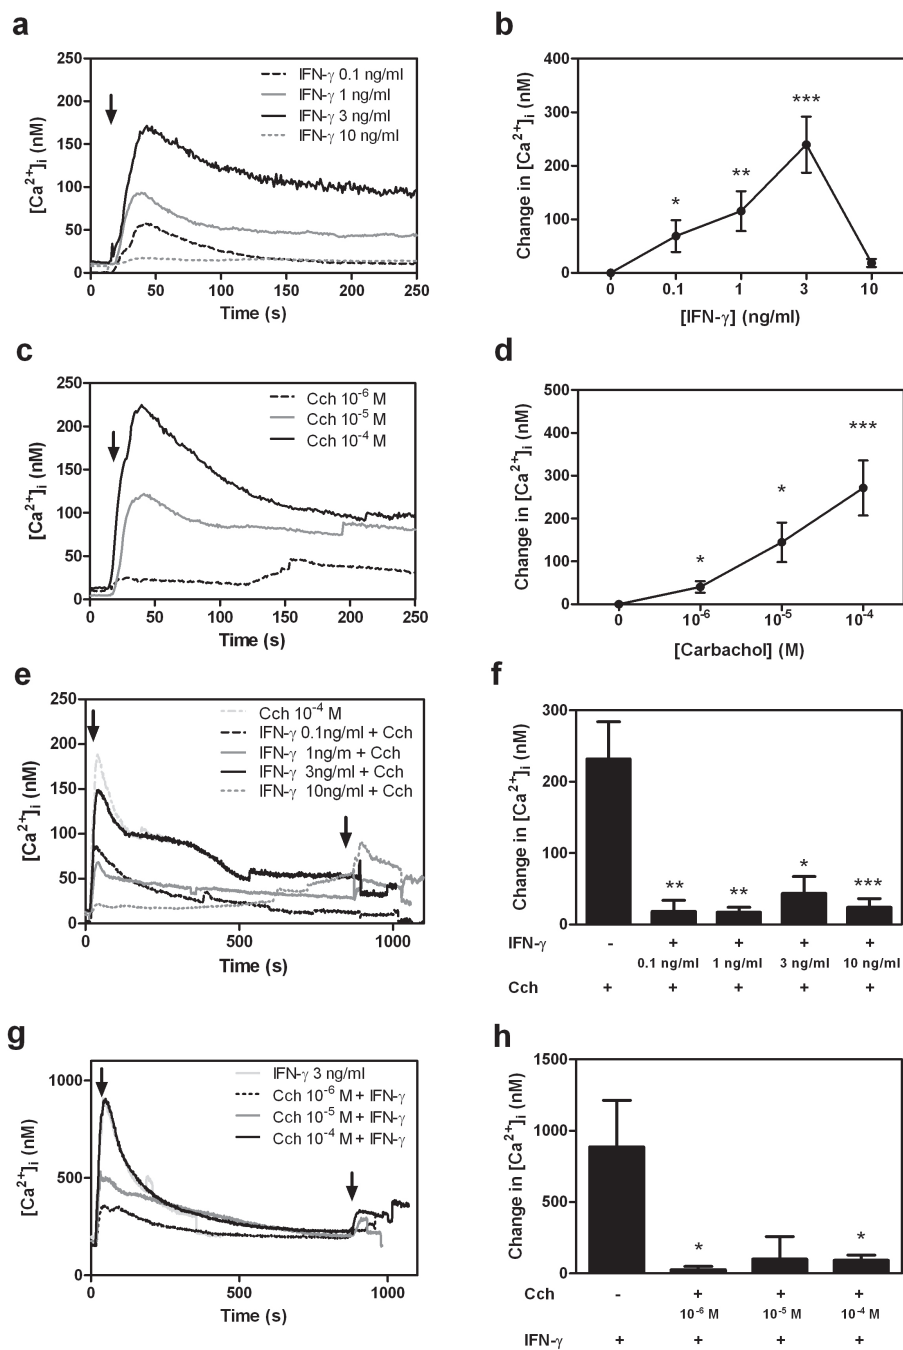 a
[Ca²⁺]ᵢ (nM)
250
200
150
100
50
0
IFN-γ 0.1 ng/ml
IFN-γ 1 ng/ml
IFN-γ 3 ng/ml
IFN-γ 10 ng/ml
0 50 100 150 200 250
Time (s)
b
Change in [Ca²⁺]ᵢ (nM)
400
300
200
100
0
* ** ***
0 0.1 1 3 10
[IFN-γ] (ng/ml)
c
[Ca²⁺]ᵢ (nM)
250
200
150
100
50
0
Cch 10⁻⁶ M
Cch 10⁻⁵ M
Cch 10⁻⁴ M
0 50 100 150 200 250
Time (s)
d
Change in [Ca²⁺]ᵢ (nM)
500
400
300
200
100
0
* * ***
0 10⁻⁶ 10⁻⁵ 10⁻⁴
[Carbachol] (M)
e
[Ca²⁺]ᵢ (nM)
250
200
150
100
50
0
Cch 10⁻⁴ M
IFN-γ 0.1ng/ml + Cch
IFN-γ 1ng/m + Cch
IFN-γ 3ng/ml + Cch
IFN-γ 10ng/ml + Cch
0 500 1000
Time (s)
f
Change in [Ca²⁺]ᵢ (nM)
300
200
100
0
** ** * ***
IFN-γ - + + + +
0.1 ng/ml 1 ng/ml 3 ng/ml 10 ng/ml
Cch + + + + +
g
[Ca²⁺]ᵢ (nM)
1000
500
0
IFN-γ 3 ng/ml
Cch 10⁻⁶ M + IFN-γ
Cch 10⁻⁵ M + IFN-γ
Cch 10⁻⁴ M + IFN-γ
0 500 1000
Time (s)
h
Change in [Ca²⁺]ᵢ (nM)
1500
1000
500
0
* *
Cch - + + +
10⁻⁶ M 10⁻⁵ M 10⁻⁴ M
IFN-γ + + + +